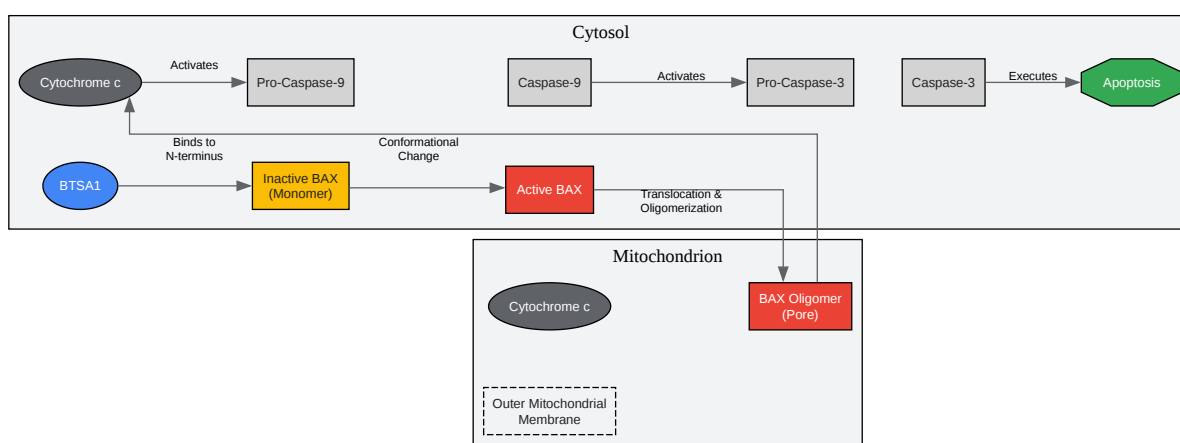 Cytosol
Cytochrome c
Activates
Pro-Caspase-9
Caspase-9
Activates
Pro-Caspase-3
Caspase-3
Executes
Apoptosis
Binds to
N-terminus
Conformational
Change
BTSA1
Inactive BAX
(Monomer)
Active BAX
Translocation &
Oligomerization
Mitochondrion
Cytochrome c
BAX Oligomer
(Pore)
Outer Mitochondrial
Membrane